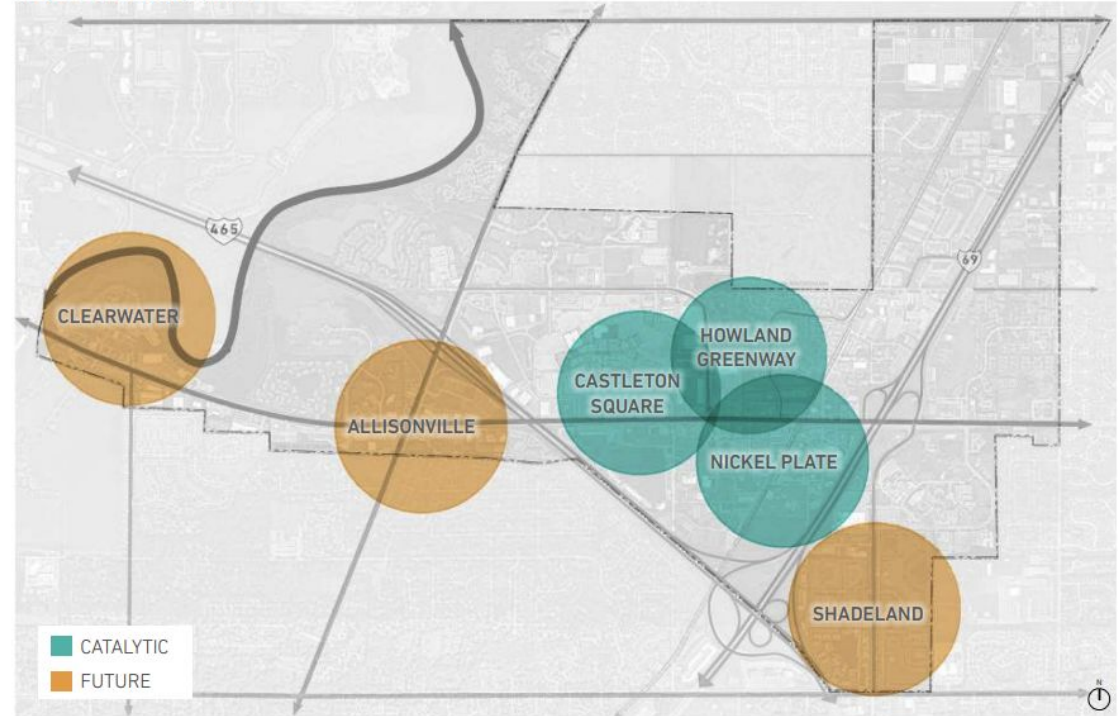 465
69
CLEARWATER
HOWLAND
GREENWAY
CASTLETON
SQUARE
ALLISONVILLE
NICKEL PLATE
SHADELAND
CATALYTIC
FUTURE
N